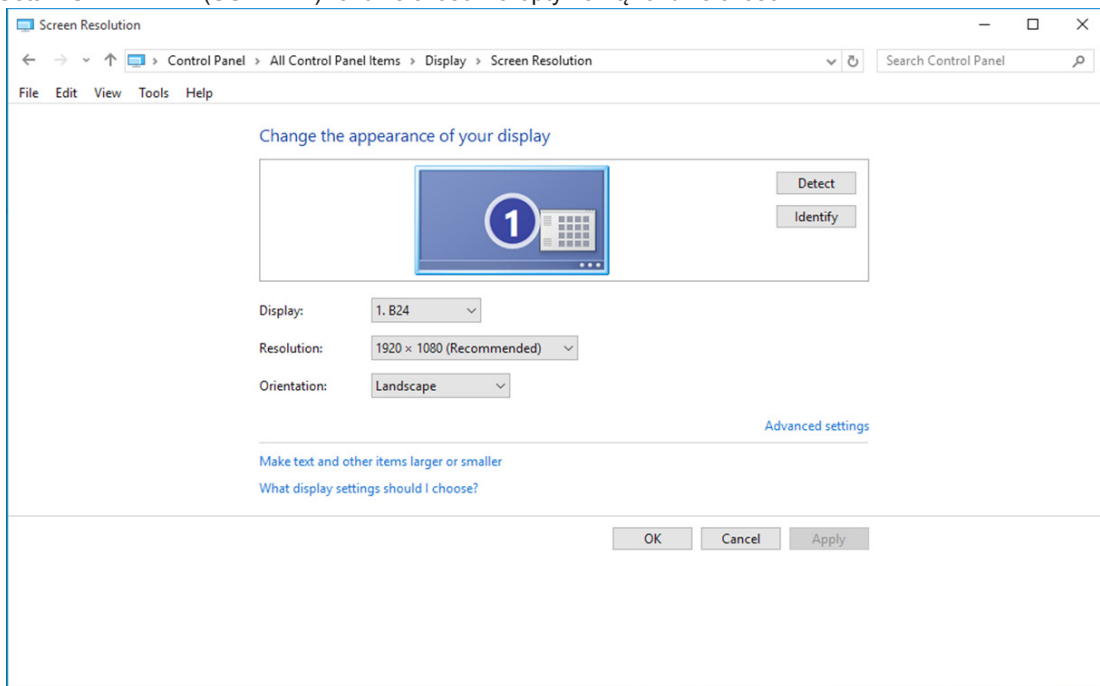 Screen Resolution
Control Panel > All Control Panel Items > Display > Screen Resolution
Search Control Panel
File Edit View Tools Help
Change the appearance of your display
1
Detect
Identify
Display: 1. B24
Resolution: 1920 × 1080 (Recommended)
Orientation: Landscape
Advanced settings
Make text and other items larger or smaller
What display settings should I choose?
OK Cancel Apply